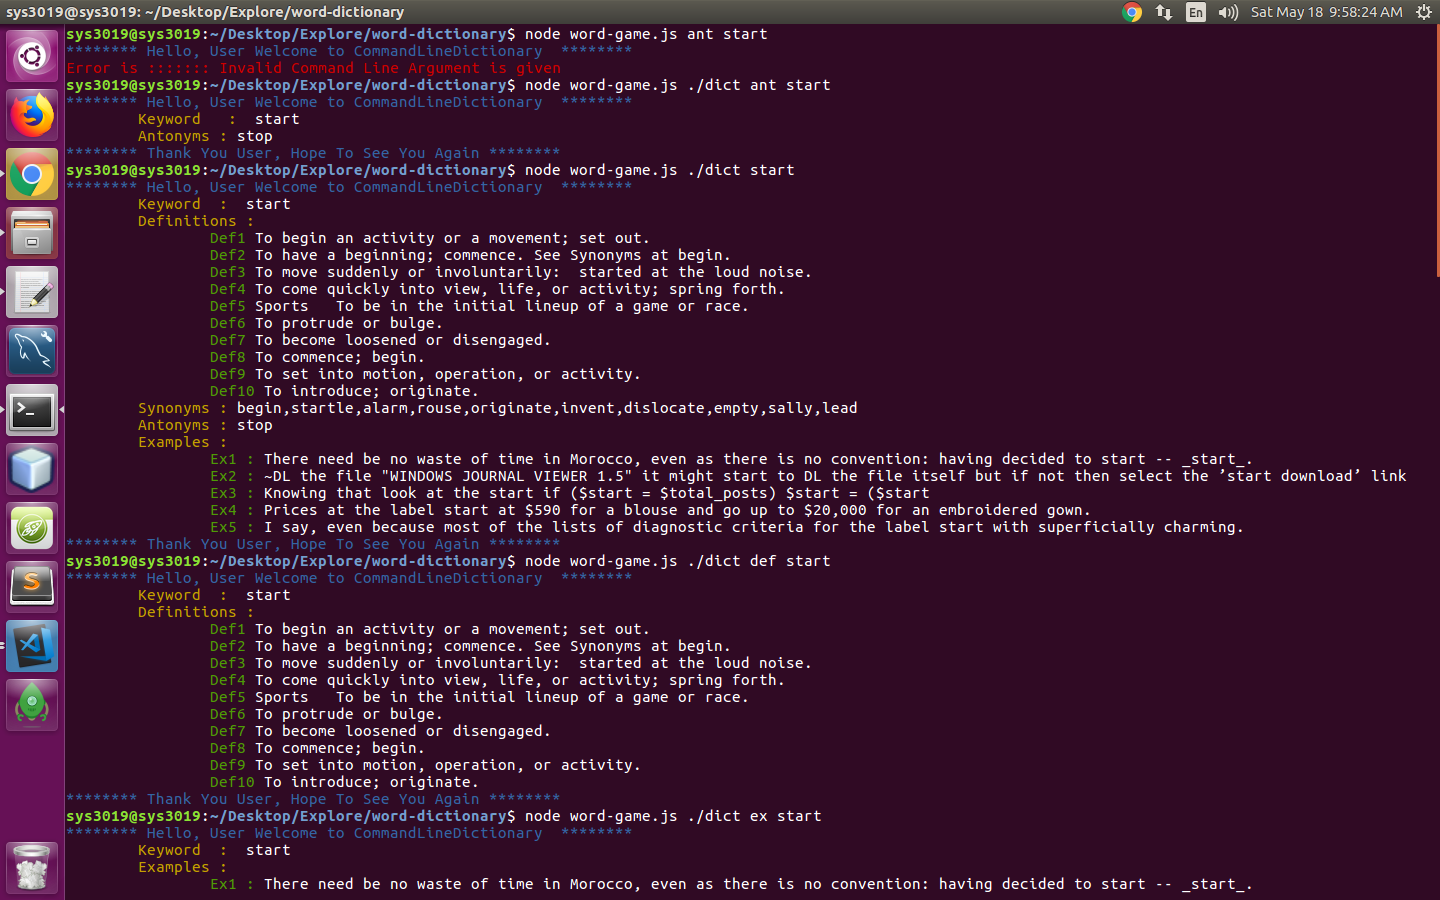 sys3019@sys3019: ~/Desktop/Explore/word-dictionary
En
Sat May 18 9:58:24 AM
sys3019@sys3019:~/Desktop/Explore/word-dictionary$ node word-game.js ant start
******** Hello, User Welcome to CommandLineDictionary  ********
Error is ::::::: Invalid Command Line Argument is given
sys3019@sys3019:~/Desktop/Explore/word-dictionary$ node word-game.js ./dict ant start
******** Hello, User Welcome to CommandLineDictionary  ********
Keyword   :  start
Antonyms : stop
******** Thank You User, Hope To See You Again ********
sys3019@sys3019:~/Desktop/Explore/word-dictionary$ node word-game.js ./dict start
******** Hello, User Welcome to CommandLineDictionary  ********
Keyword  :  start
Definitions :
Def1 To begin an activity or a movement; set out.
Def2 To have a beginning; commence. See Synonyms at begin.
Def3 To move suddenly or involuntarily:  started at the loud noise.
Def4 To come quickly into view, life, or activity; spring forth.
Def5 Sports   To be in the initial lineup of a game or race.
Def6 To protrude or bulge.
Def7 To become loosened or disengaged.
Def8 To commence; begin.
Def9 To set into motion, operation, or activity.
Def10 To introduce; originate.
Synonyms : begin,startle,alarm,rouse,originate,invent,dislocate,empty,sally,lead
Antonyms : stop
Examples :
Ex1 : There need be no waste of time in Morocco, even as there is no convention: having decided to start -- _start_.
Ex2 : ~DL the file "WINDOWS JOURNAL VIEWER 1.5" it might start to DL the file itself but if not then select the ’start download’ link
Ex3 : Knowing that look at the start if ($start = $total_posts) $start = ($start
Ex4 : Prices at the label start at $590 for a blouse and go up to $20,000 for an embroidered gown.
Ex5 : I say, even because most of the lists of diagnostic criteria for the label start with superficially charming.
******** Thank You User, Hope To See You Again ********
sys3019@sys3019:~/Desktop/Explore/word-dictionary$ node word-game.js ./dict def start
******** Hello, User Welcome to CommandLineDictionary  ********
Keyword  :  start
Definitions :
Def1 To begin an activity or a movement; set out.
Def2 To have a beginning; commence. See Synonyms at begin.
Def3 To move suddenly or involuntarily:  started at the loud noise.
Def4 To come quickly into view, life, or activity; spring forth.
Def5 Sports   To be in the initial lineup of a game or race.
Def6 To protrude or bulge.
Def7 To become loosened or disengaged.
Def8 To commence; begin.
Def9 To set into motion, operation, or activity.
Def10 To introduce; originate.
******** Thank You User, Hope To See You Again ********
sys3019@sys3019:~/Desktop/Explore/word-dictionary$ node word-game.js ./dict ex start
******** Hello, User Welcome to CommandLineDictionary  ********
Keyword  :  start
Examples :
Ex1 : There need be no waste of time in Morocco, even as there is no convention: having decided to start -- _start_.